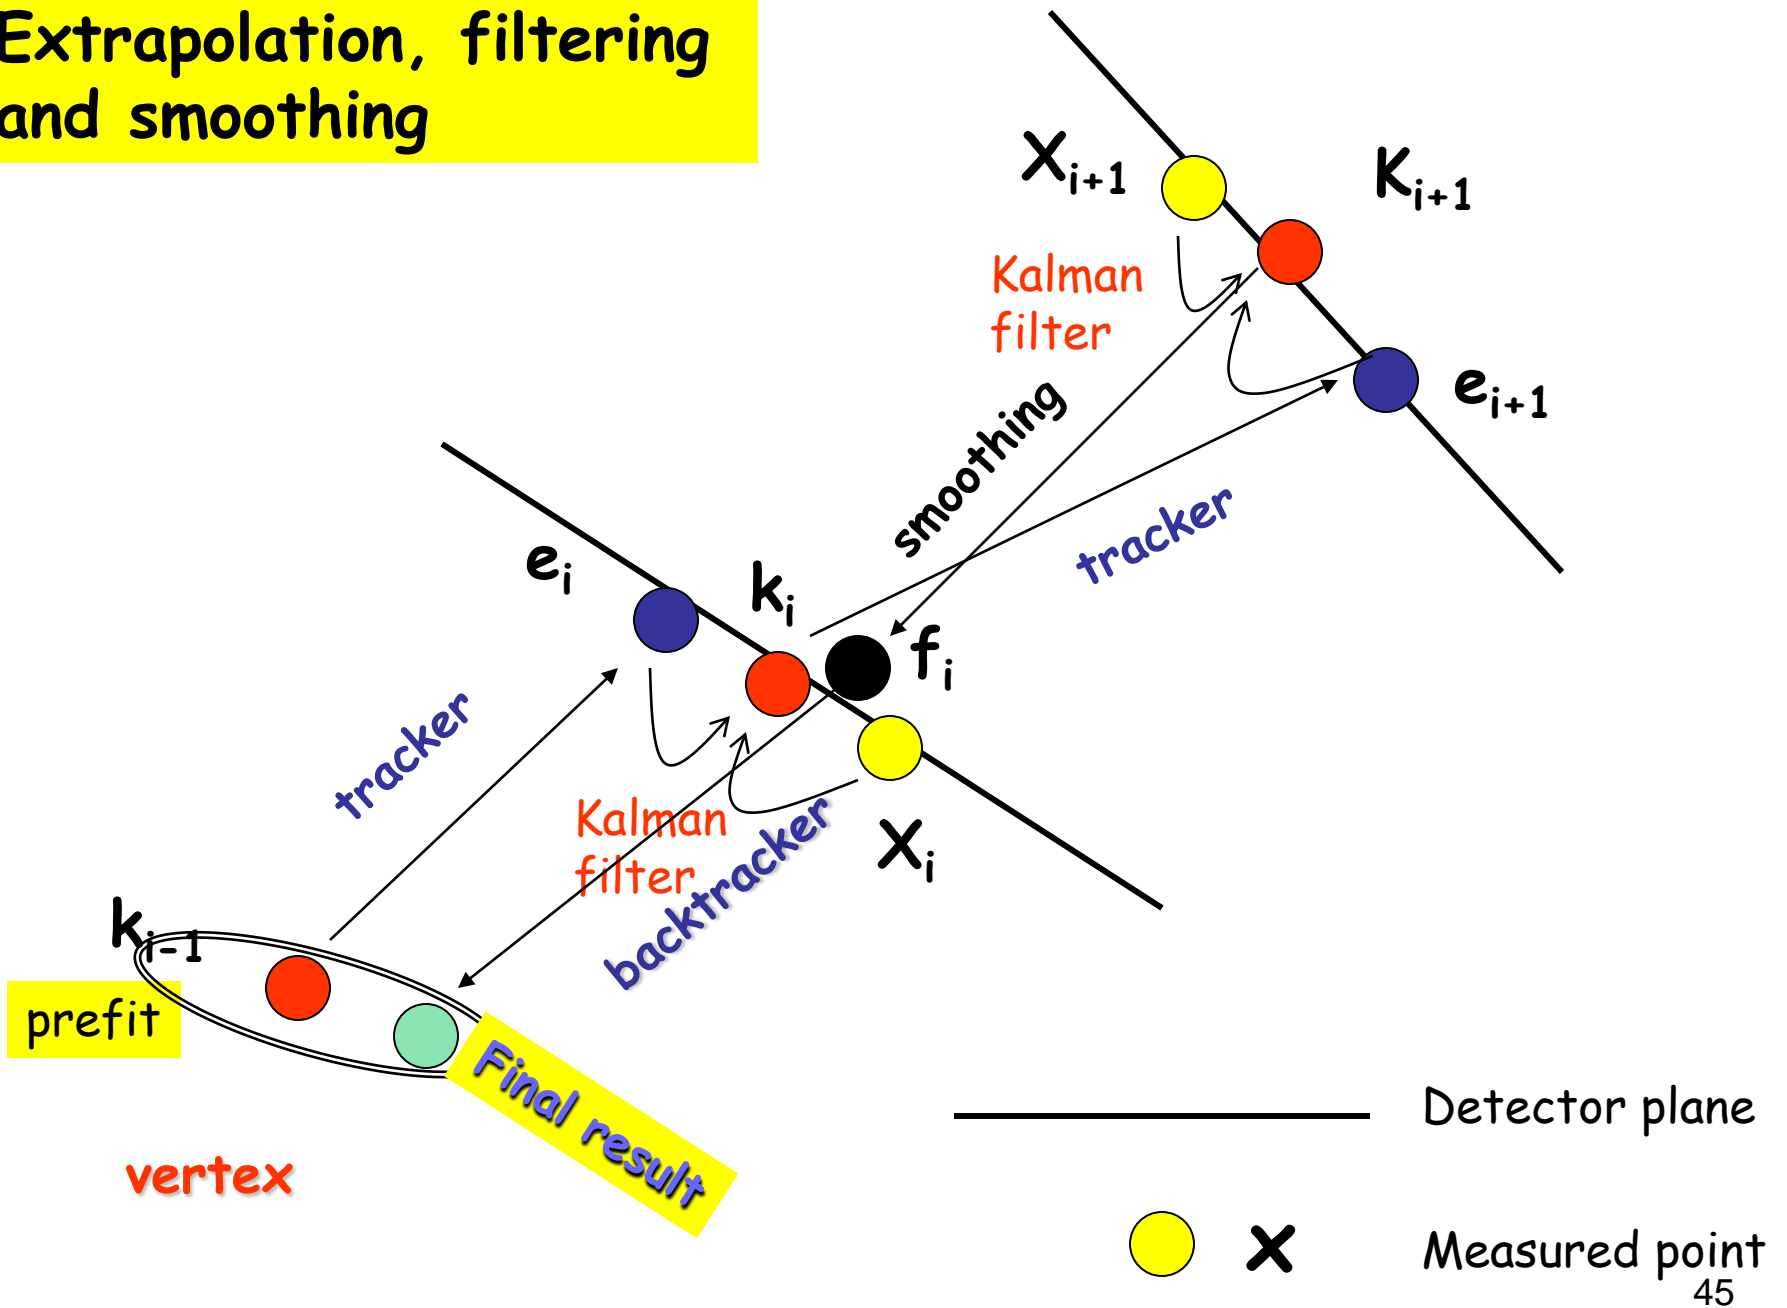 Extrapolation, filtering
and smoothing
Xi+1
Ki+1
Kalman
filter
ei+1
smoothing
tracker
ei
ki
fi
tracker
Kalman
filter
backtracker
Xi
ki-1
prefit
Final result
vertex
Detector plane
x Measured point
45